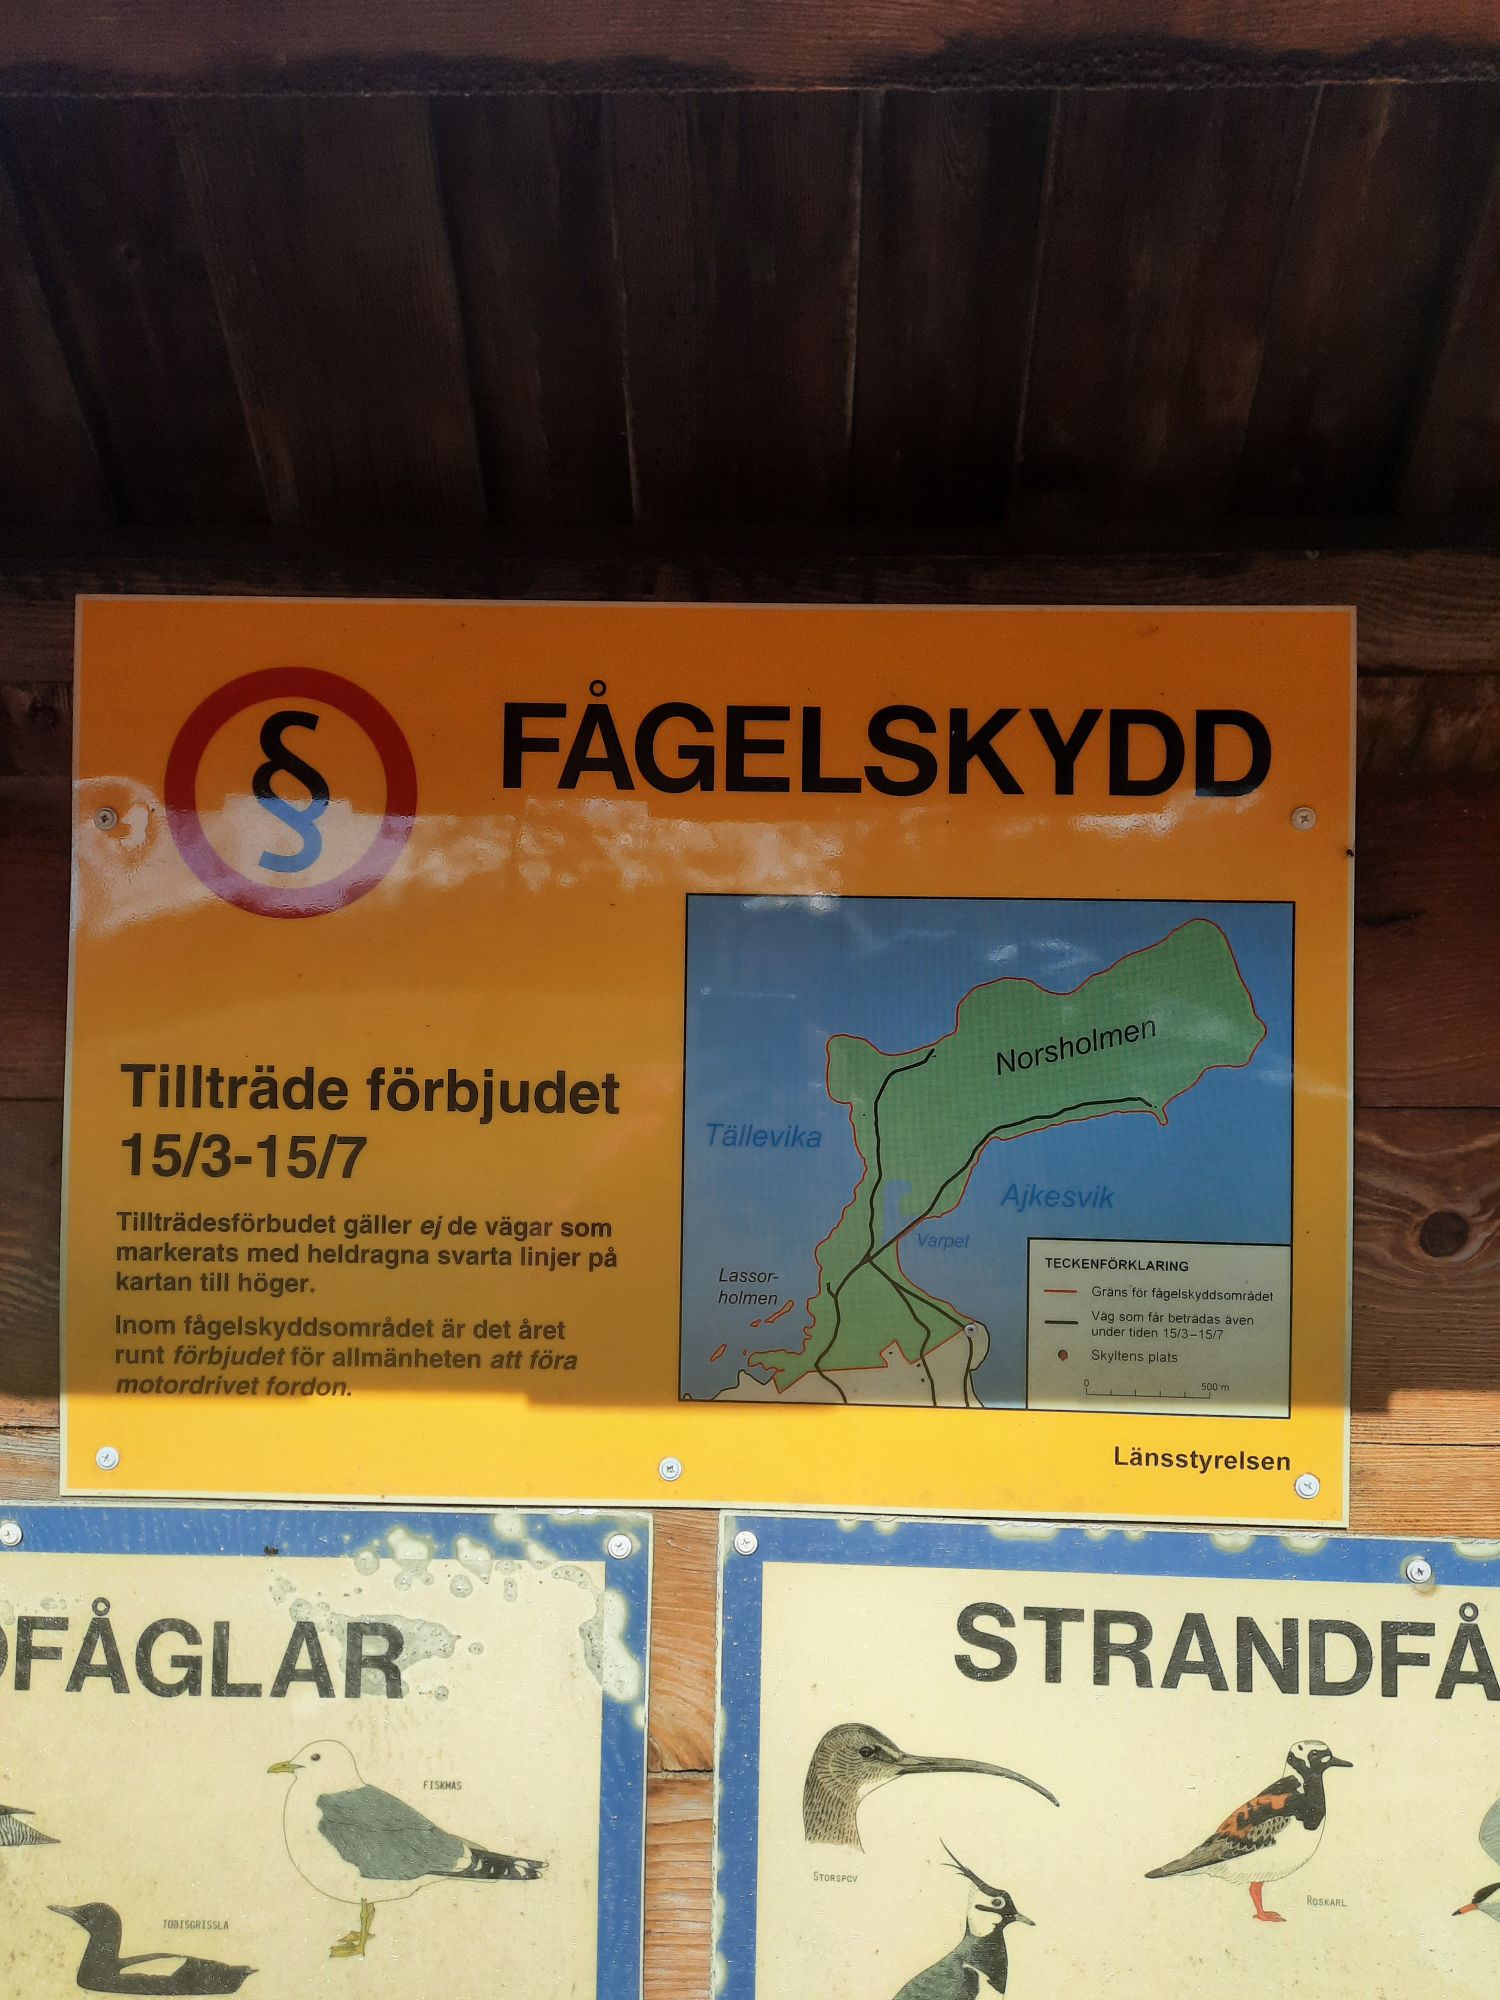 §
FÅGELSKYDD
Tillträde förbjudet
15/3-15/7
Tillträdesförbudet gäller ej de vägar som
markerats med heldragna svarta linjer på
kartan till höger.
Inom fågelskyddsområdet är det året
runt förbjudet för allmänheten att föra
motordrivet fordon.
Norsholmen
Tällevika
Ajkesvik
Varpet
Lassor-
holmen
TECKENFÖRKLARING
Gräns för fågelskyddsområdet
Väg som får beträdas även
under tiden 15/3–15/7
Skyltens plats
0 500 m
Länsstyrelsen
DFÅGLAR
FISKMAS
TOBISGRISSLA
STRANDFÅ
STORSPOV
ROSKARL